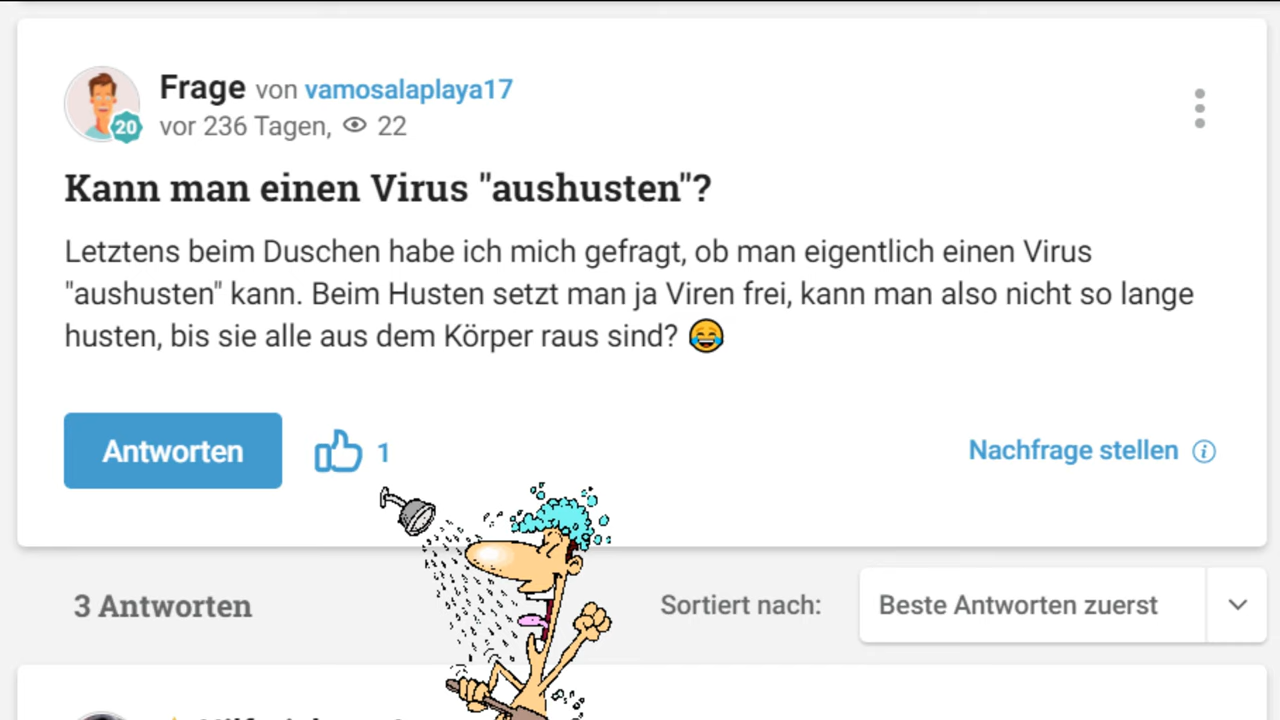 Frage von vamosalaplaya17
20
vor 236 Tagen, 22
Kann man einen Virus "aushusten"?
Letztens beim Duschen habe ich mich gefragt, ob man eigentlich einen Virus
"aushusten" kann. Beim Husten setzt man ja Viren frei, kann man also nicht so lange
husten, bis sie alle aus dem Körper raus sind? 😂
Antworten 1 Nachfrage stellen
3 Antworten Sortiert nach: Beste Antworten zuerst